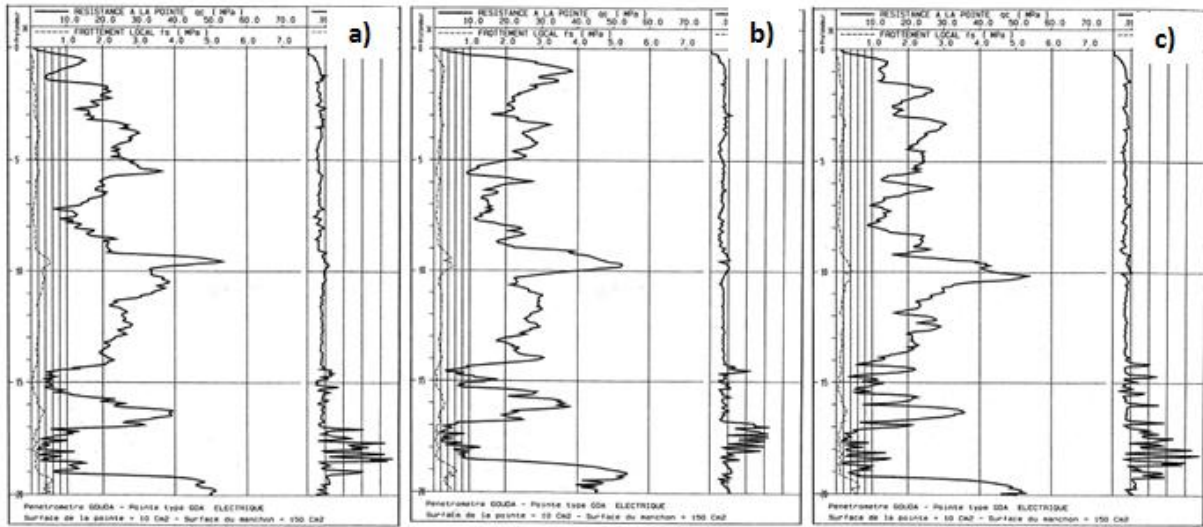 RESISTANCE A LA POINTE qc (MPa)
10.0 20.0 30.0 40.0 50.0 60.0
FROTTEMENT LOCAL fs (MPa)
1.0 2.0 3.0 4.0 5.0 6.0 7.0
a)
5
10
15
20
Penetrometre GOUDA - Pointe type GDA ELECTRIQUE
Surface de la pointe = 10 CM2 - Surface du manchon = 150 CM2
RESISTANCE A LA POINTE qc (MPa)
10.0 20.0 30.0 40.0 50.0 60.0
FROTTEMENT LOCAL fs (MPa)
1.0 2.0 3.0 4.0 5.0 6.0 7.0
b)
5
10
15
20
Penetrometre GOUDA - Pointe type GDA ELECTRIQUE
Surface de la pointe = 10 CM2 - Surface du manchon = 150 CM2
RESISTANCE A LA POINTE qc (MPa)
10.0 20.0 30.0 40.0 50.0 60.0 70.0
FROTTEMENT LOCAL fs (MPa)
1.0 2.0 3.0 4.0 5.0 6.0 7.0
c)
5
10
15
20
Penetrometre GOUDA - Pointe type GDA ELECTRIQUE
Surface de la pointe = 10 CM2 - Surface du manchon = 150 CM2